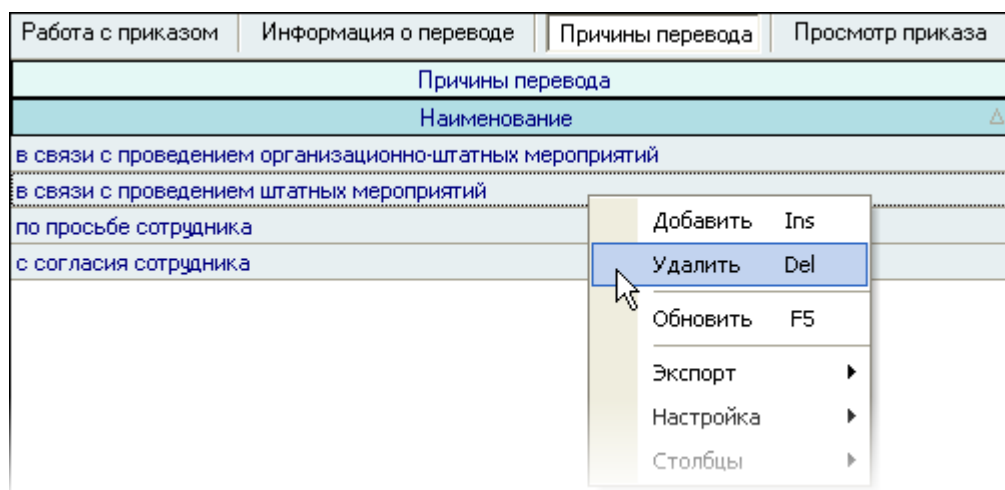 Работа с приказом Информация о переводе Причины перевода Просмотр приказа
Причины перевода
Наименование
в связи с проведением организационно-штатных мероприятий
в связи с проведением штатных мероприятий
по просьбе сотрудника
с согласия сотрудника
Добавить Ins
Удалить Del
Обновить F5
Экспорт
Настройка
Столбцы